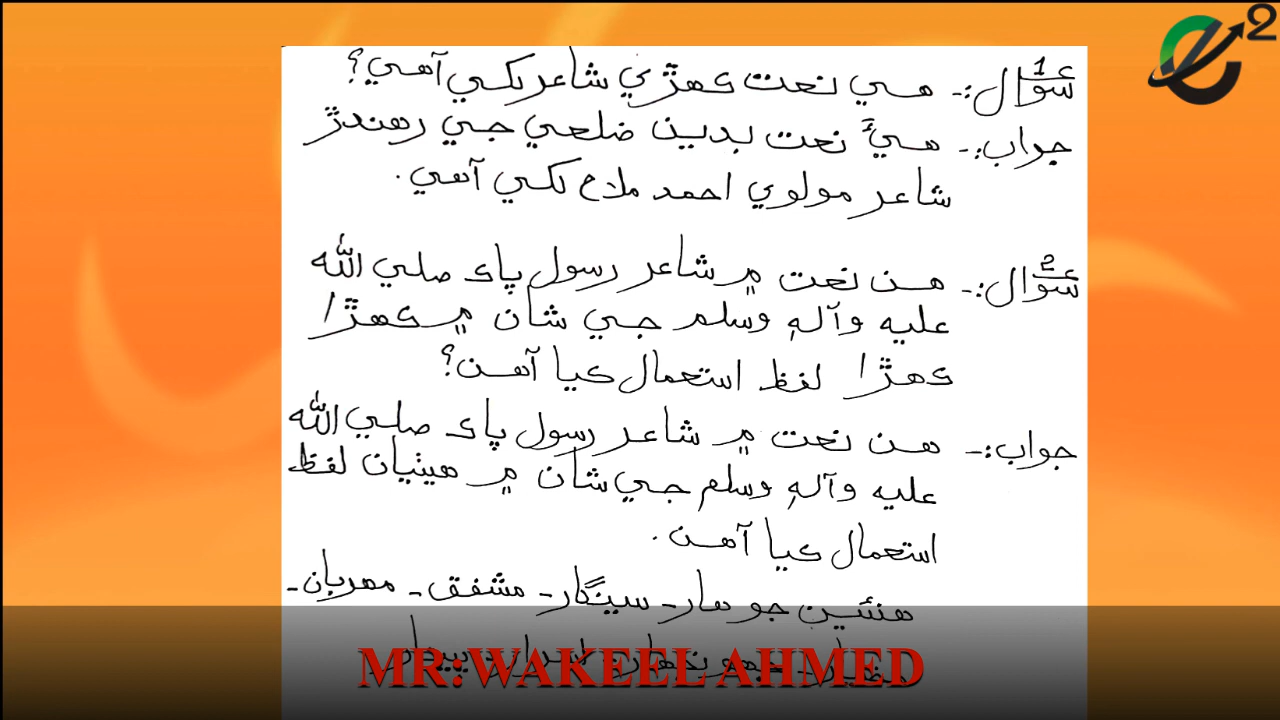 سوال 1:۔ هي نعت ڪهڙي شاعر لکي آهي؟
جواب:۔ هيءَ نعت بدين ضلعي جي رهندڙ
شاعر مولوي احمد ملاح لکي آهي.
سوال 2:۔ هن نعت ۾ شاعر رسول پاڪ صلي الله
عليه وآلهٖ وسلم جي شان ۾ ڪهڙا
ڪهڙا لفظ استعمال ڪيا آهن؟
جواب:۔ هن نعت ۾ شاعر رسول پاڪ صلي الله
عليه وآلهٖ وسلم جي شان ۾ هيٺيان لفظ
استعمال ڪيا آهن.
هنئين جو هار۔ سينگار۔ مشفق۔ مهربان۔
MR:WAKEEL AHMED
e2